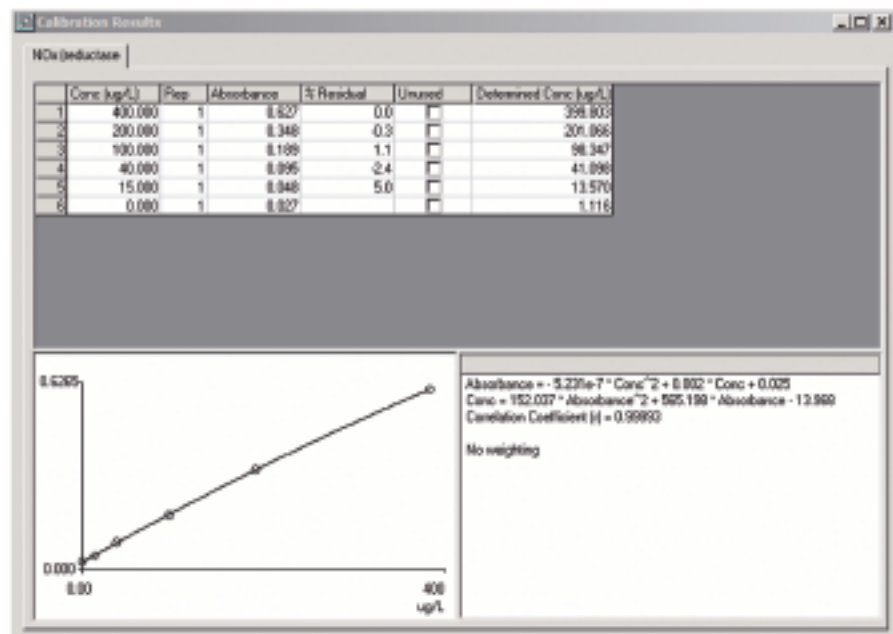 Calibration Results
NOx (reductase
Conc (ug/L) Rep Absorbance % Residual Unused Determined Conc (ug/L)
1 400.000 1 0.627 0.0 399.803
2 200.000 1 0.348 -0.3 201.066
3 100.000 1 0.189 1.1 98.347
4 40.000 1 0.095 -2.4 41.098
5 15.000 1 0.048 5.0 13.570
6 0.000 1 0.027 1.116
0.6265
0.000
0.00 400
ug/L
Absorbance = - 5.231e-7 * Conc^2 + 0.002 * Conc + 0.025
Conc = 152.037 * Absorbance^2 + 565.198 * Absorbance - 13.968
Correlation Coefficient (r) = 0.99993
No weighting